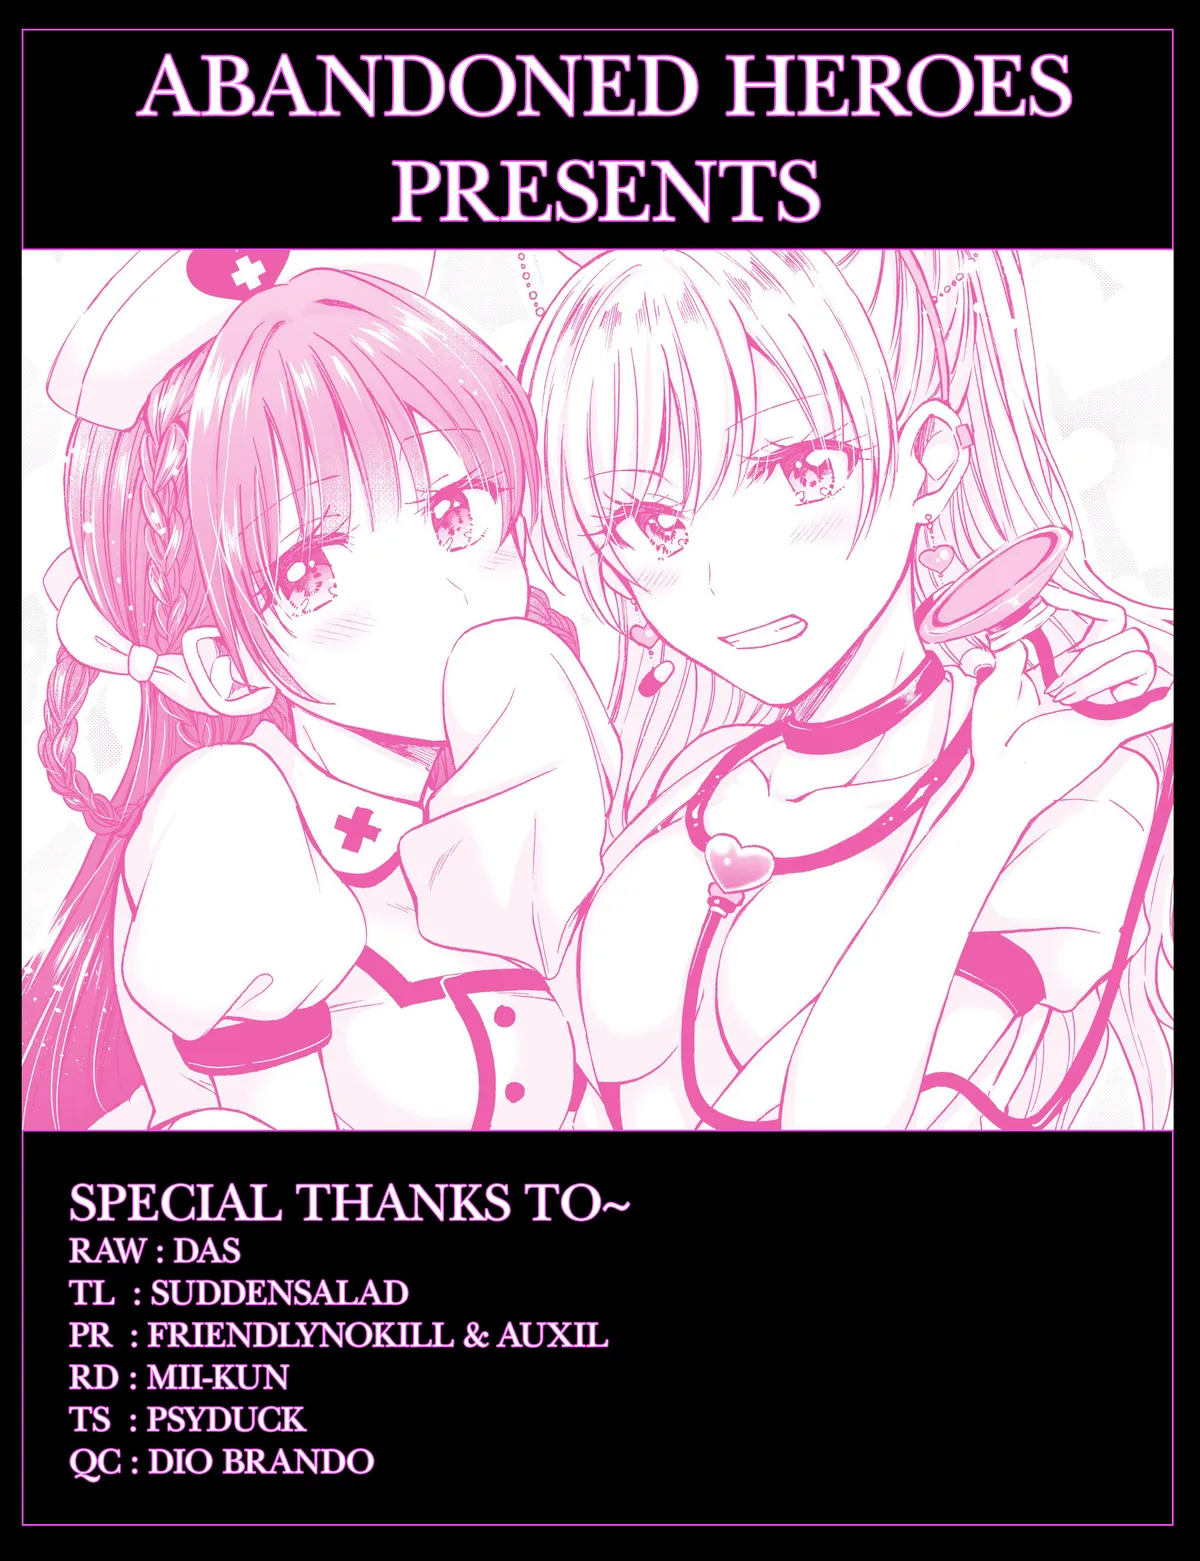 ABANDONED HEROES
PRESENTS
SPECIAL THANKS TO~
RAW : DAS
TL : SUDDENSALAD
PR : FRIENDLYNOKILL & AUXIL
RD : MII-KUN
TS : PSYDUCK
QC : DIO BRANDO